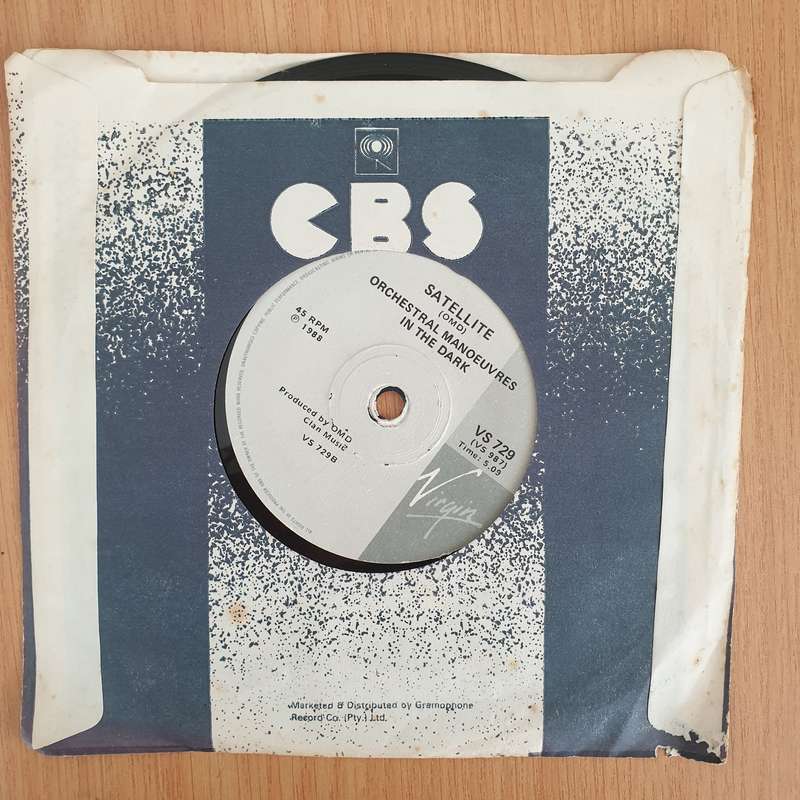 CBS
SATELLITE
(OMD)
ORCHESTRAL MANOEUVRES
IN THE DARK
45 RPM
℗ 1988
Produced by OMD
Clan Music
VS 729B
VS 729
(VS 987)
Time: 5.09
Virgin
Marketed & Distributed by Gramophone
Record Co. (Pty.) Ltd.